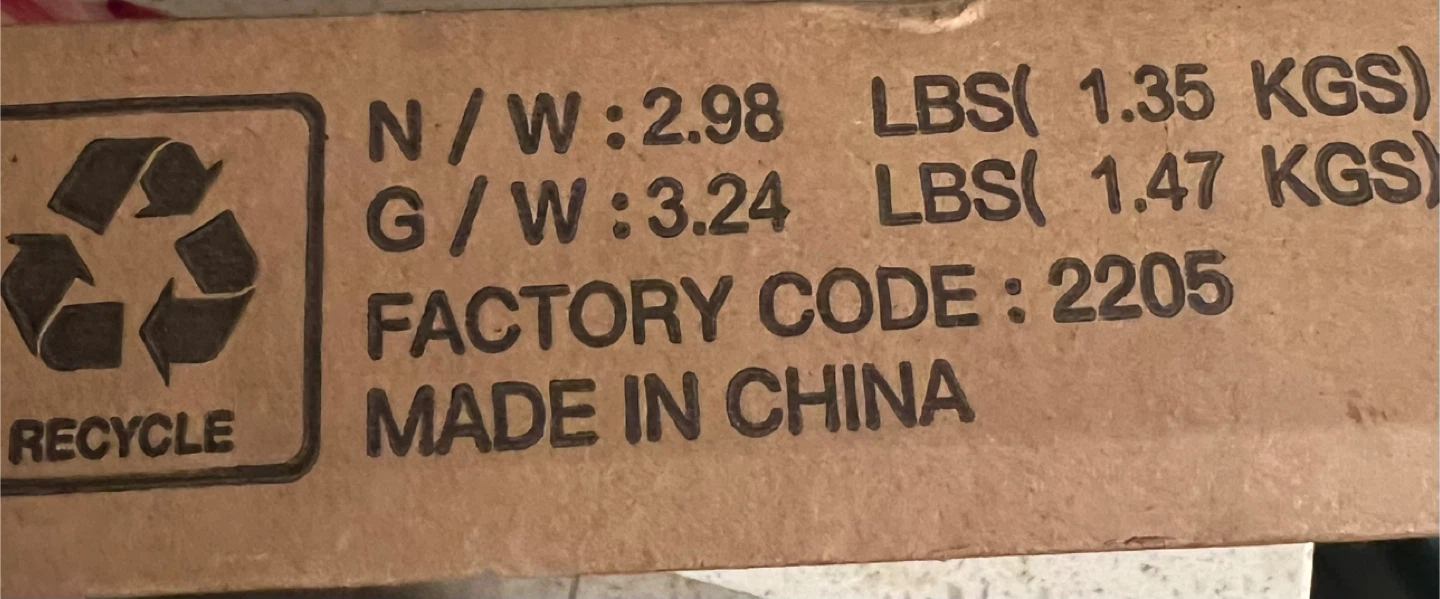 N / W : 2.98 LBS( 1.35 KGS)
G / W : 3.24 LBS( 1.47 KGS)
FACTORY CODE : 2205
MADE IN CHINA
RECYCLE